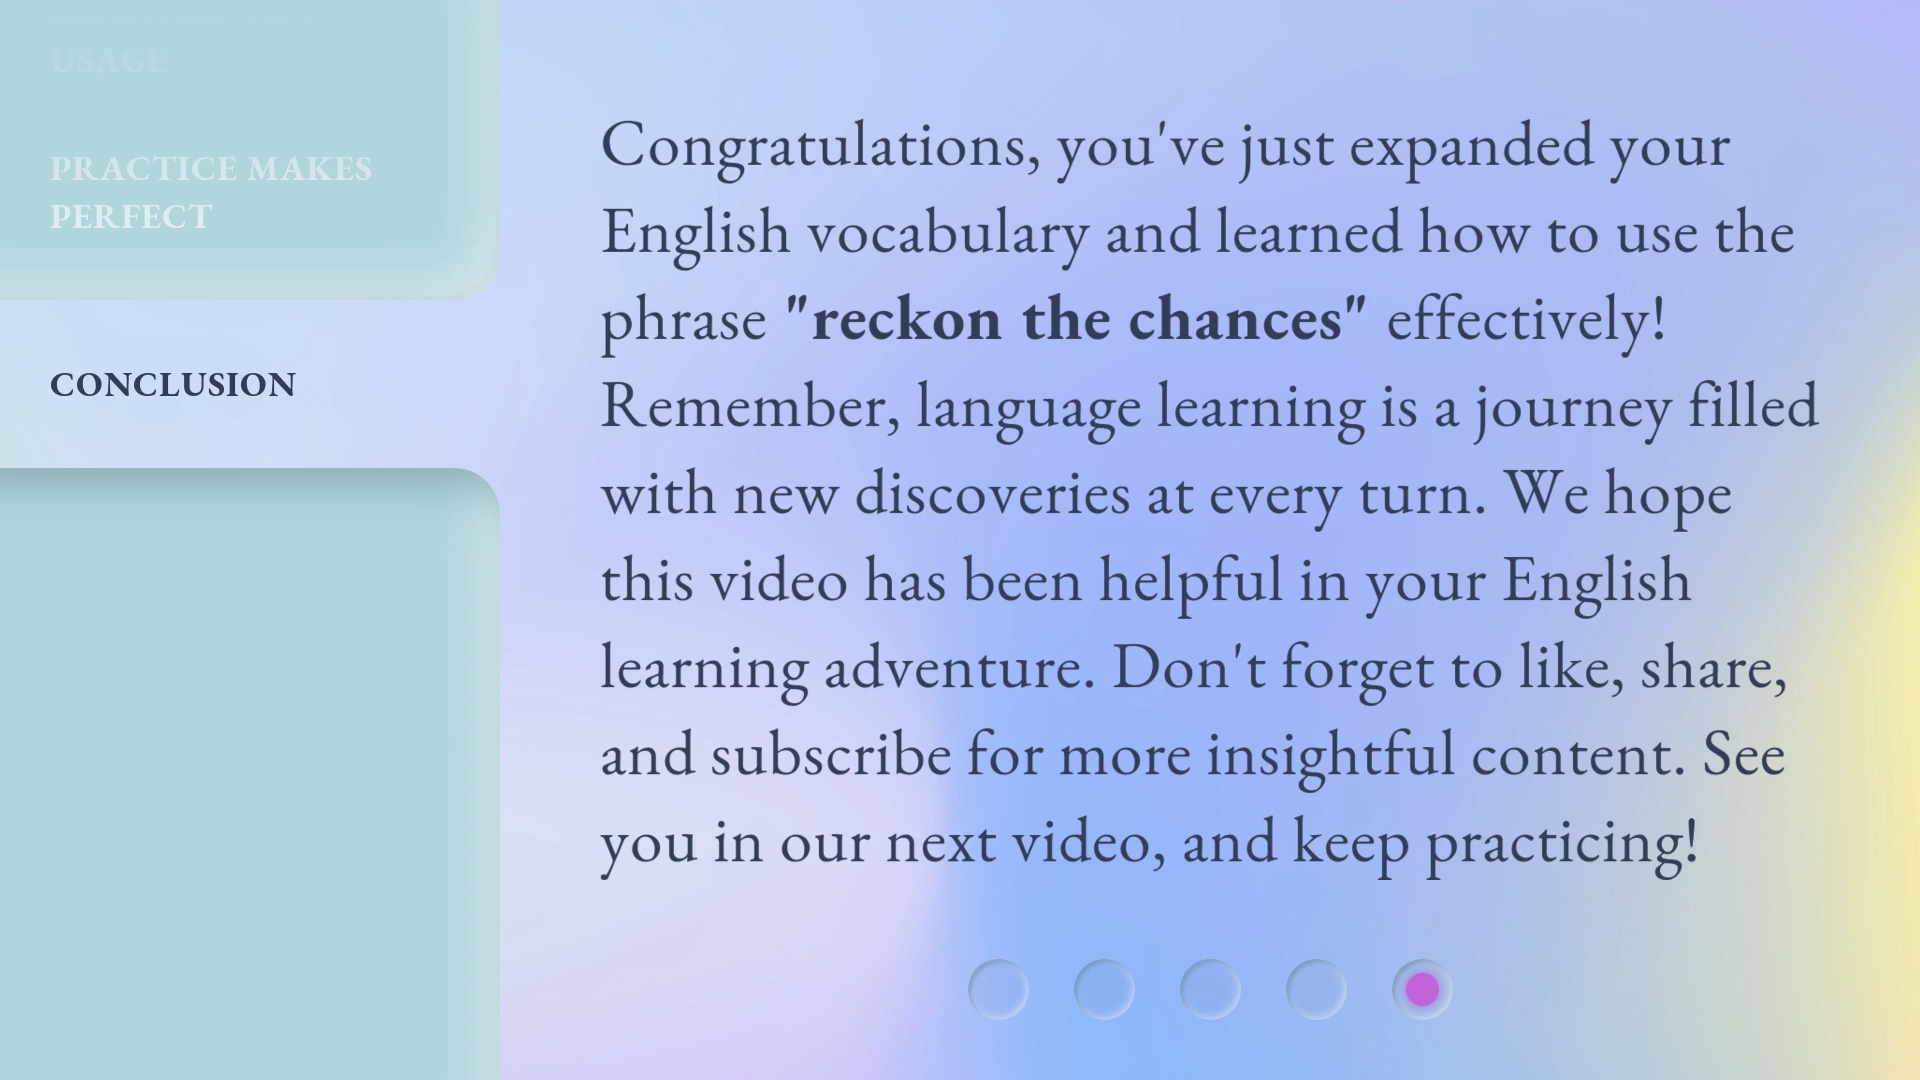 USAGE
PRACTICE MAKES
PERFECT
CONCLUSION
Congratulations, you've just expanded your
English vocabulary and learned how to use the
phrase "reckon the chances" effectively!
Remember, language learning is a journey filled
with new discoveries at every turn. We hope
this video has been helpful in your English
learning adventure. Don't forget to like, share,
and subscribe for more insightful content. See
you in our next video, and keep practicing!